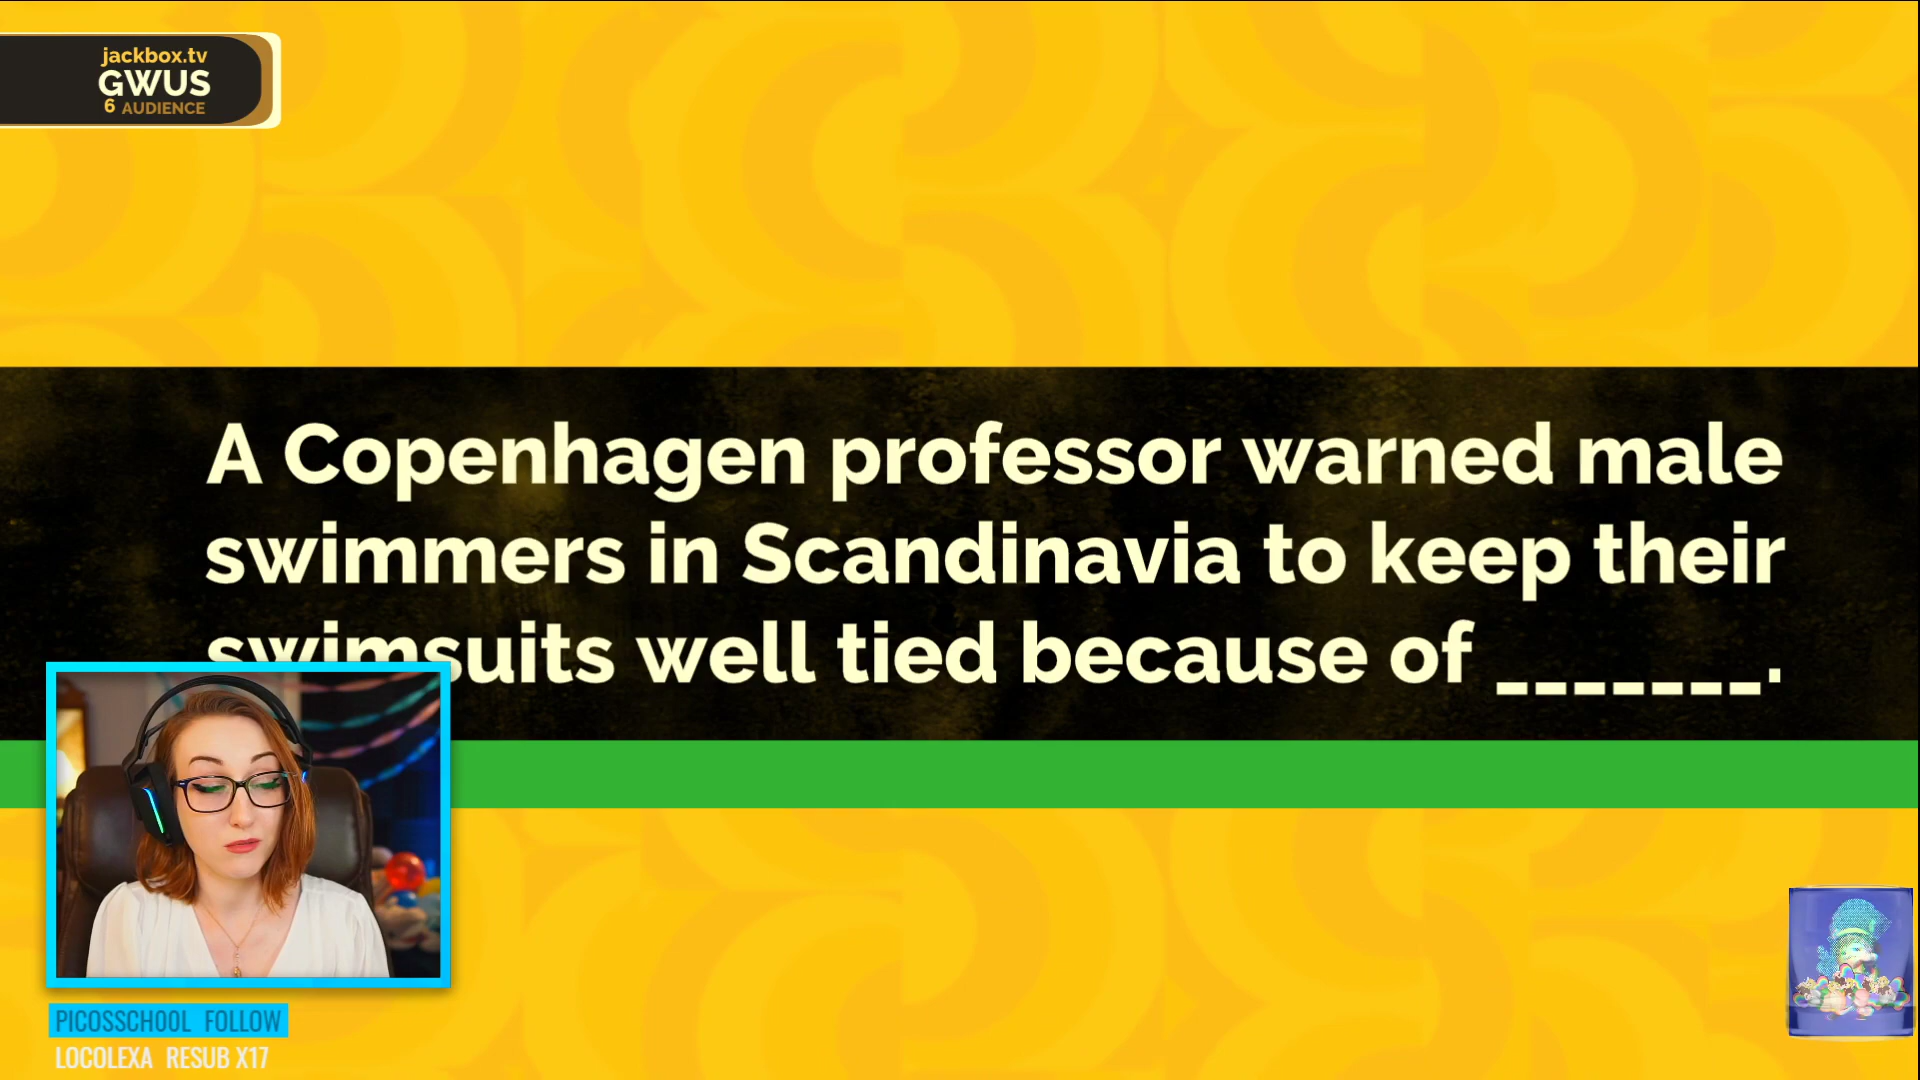 jackbox.tv
GWUS
6 AUDIENCE
A Copenhagen professor warned male
swimmers in Scandinavia to keep their
swimsuits well tied because of _______.
PICOSSCHOOL FOLLOW
LOCOLEXA RESUB X17